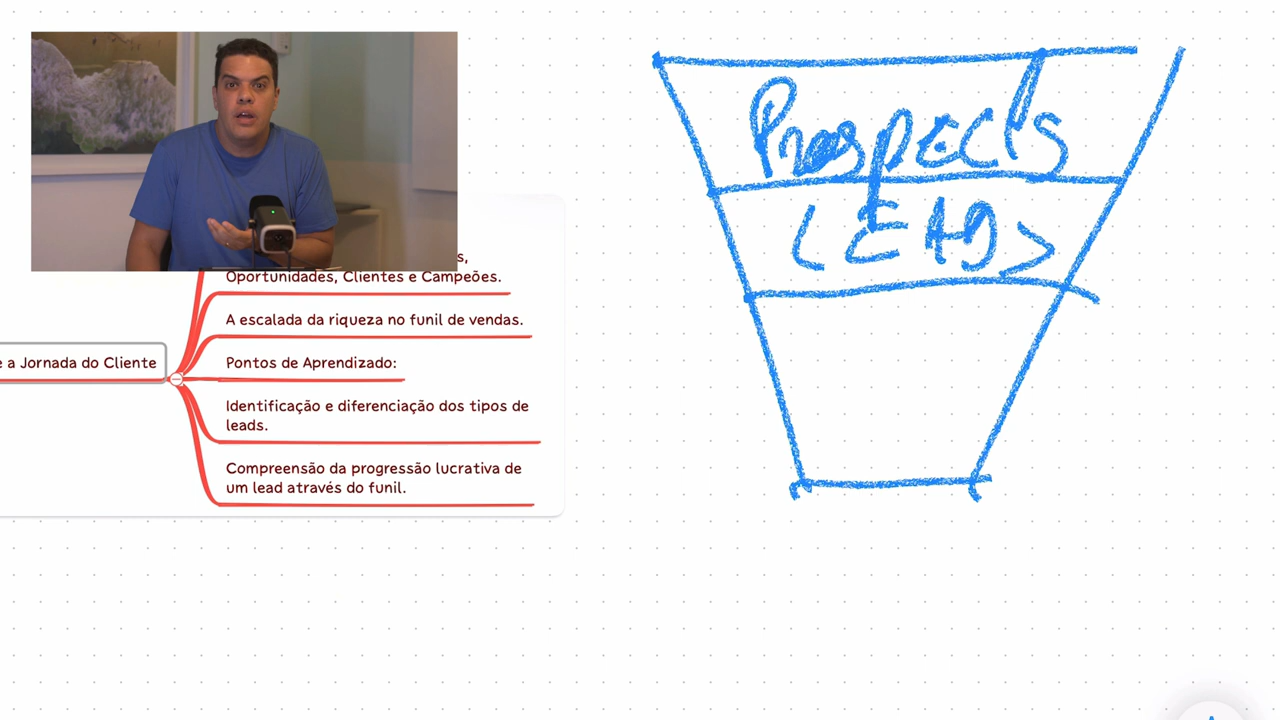 Oportunidades, Clientes e Campeões.
A escalada da riqueza no funil de vendas.
e a Jornada do Cliente
Pontos de Aprendizado:
Identificação e diferenciação dos tipos de
leads.
Compreensão da progressão lucrativa de
um lead através do funil.
Prospects
LEAD